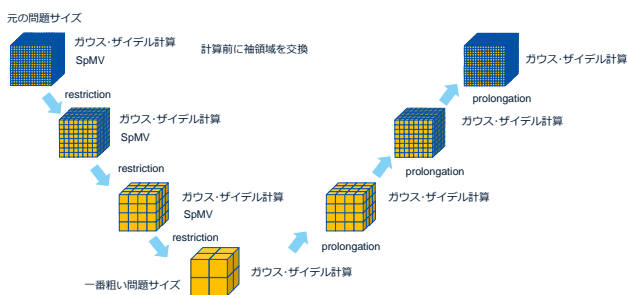 元の問題サイズ
ガウス・ザイデル計算
SpMV
計算前に袖領域を交換
ガウス・ザイデル計算
restriction
prolongation
ガウス・ザイデル計算
SpMV
ガウス・ザイデル計算
restriction
prolongation
ガウス・ザイデル計算
SpMV
ガウス・ザイデル計算
restriction
prolongation
ガウス・ザイデル計算
一番粗い問題サイズ